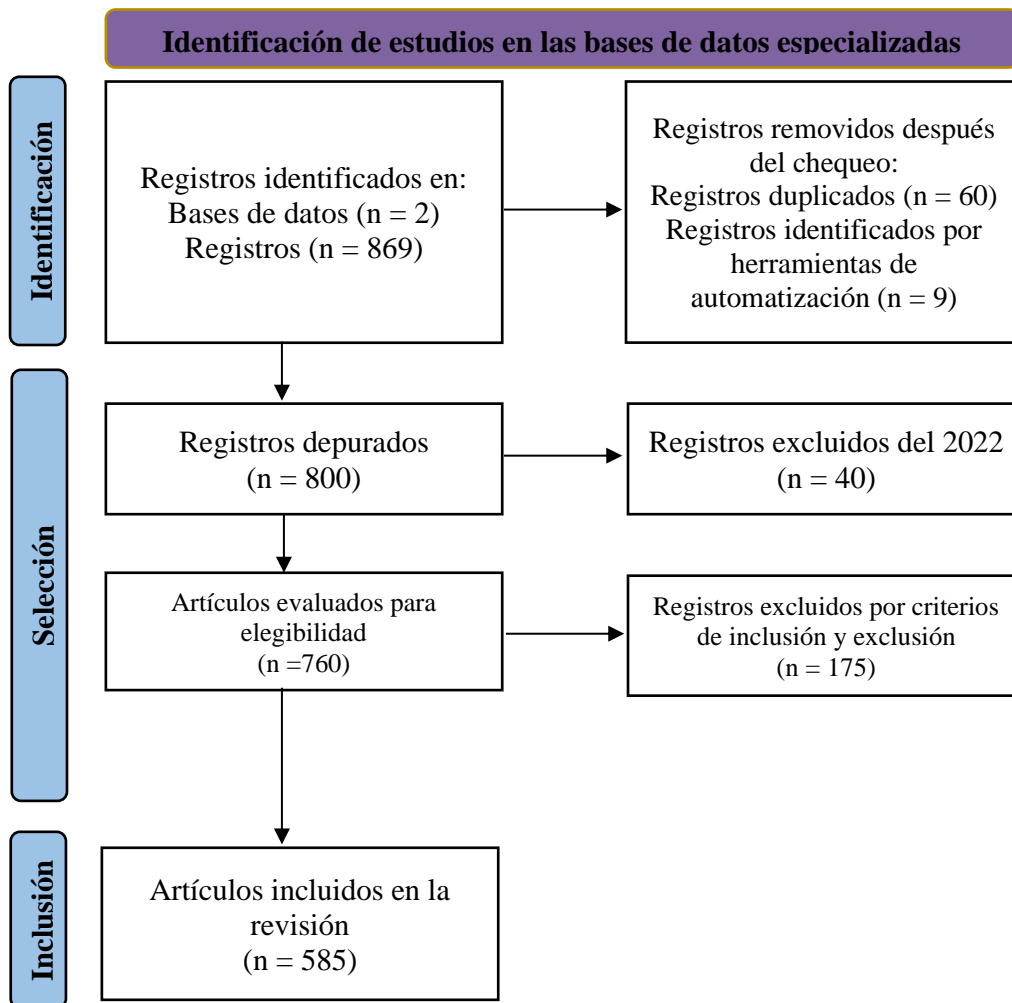 Identificación de estudios en las bases de datos especializadas
Identificación
Registros identificados en:
Bases de datos (n = 2)
Registros (n = 869)
Registros removidos después
del chequeo:
Registros duplicados (n = 60)
Registros identificados por
herramientas de
automatización (n = 9)
Selección
Registros depurados
(n = 800)
Registros excluidos del 2022
(n = 40)
Artículos evaluados para
elegibilidad
(n =760)
Registros excluidos por criterios
de inclusión y exclusión
(n = 175)
Inclusión
Artículos incluidos en la
revisión
(n = 585)